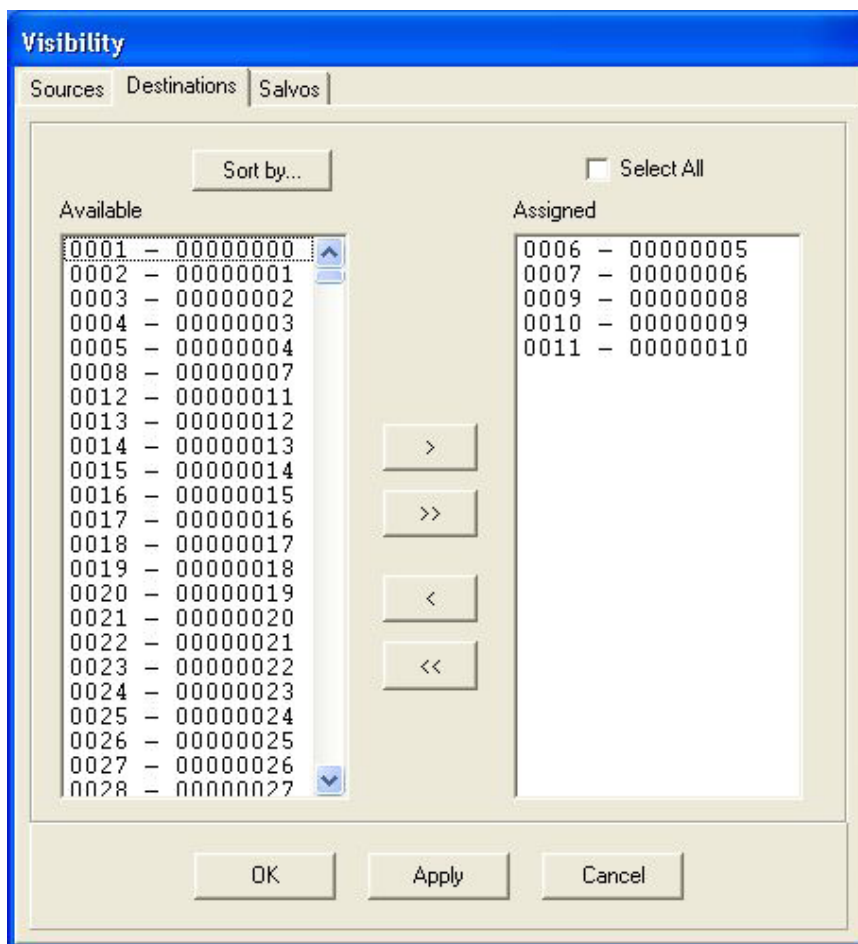 Visibility
Sources Destinations Salvos
Sort by...
Select All
Available
0001 – 00000000
0002 – 00000001
0003 – 00000002
0004 – 00000003
0005 – 00000004
0008 – 00000007
0012 – 00000011
0013 – 00000012
0014 – 00000013
0015 – 00000014
0016 – 00000015
0017 – 00000016
0018 – 00000017
0019 – 00000018
0020 – 00000019
0021 – 00000020
0022 – 00000021
0023 – 00000022
0024 – 00000023
0025 – 00000024
0026 – 00000025
0027 – 00000026
0028 – 00000027
>
>>
<
<<
Assigned
0006 – 00000005
0007 – 00000006
0009 – 00000008
0010 – 00000009
0011 – 00000010
OK Apply Cancel